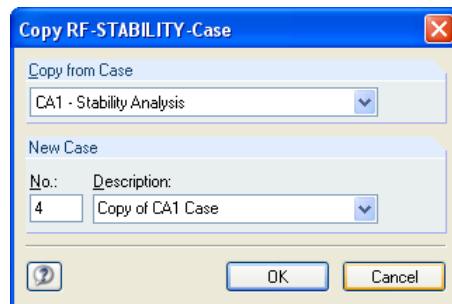 Copy RF-STABILITY-Case
Copy from Case
CA1 - Stability Analysis
New Case
No.: Description:
4 Copy of CA1 Case
OK Cancel